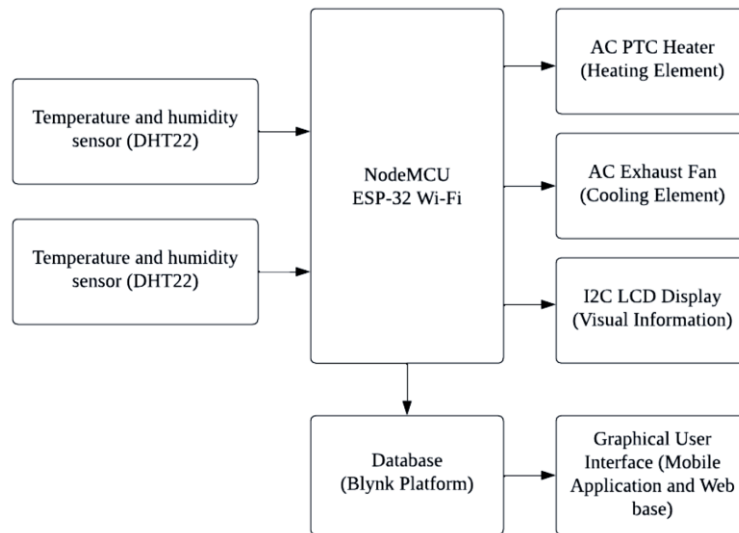 Temperature and humidity
sensor (DHT22)
Temperature and humidity
sensor (DHT22)
NodeMCU
ESP-32 Wi-Fi
AC PTC Heater
(Heating Element)
AC Exhaust Fan
(Cooling Element)
I2C LCD Display
(Visual Information)
Database
(Blynk Platform)
Graphical User
Interface (Mobile
Application and Web
base)